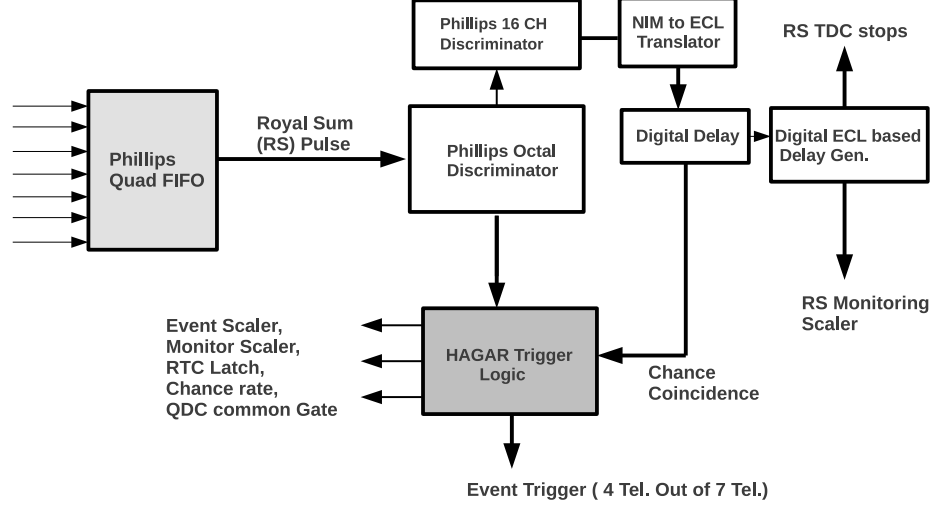 Phillips 16 CH
Discriminator
NIM to ECL
Translator
RS TDC stops
Phillips
Quad FIFO
Royal Sum
(RS) Pulse
Phillips Octal
Discriminator
Digital Delay
Digital ECL based
Delay Gen.
Event Scaler,
Monitor Scaler,
RTC Latch,
Chance rate,
QDC common Gate
HAGAR Trigger
Logic
Chance
Coincidence
RS Monitoring
Scaler
Event Trigger ( 4 Tel. Out of 7 Tel.)